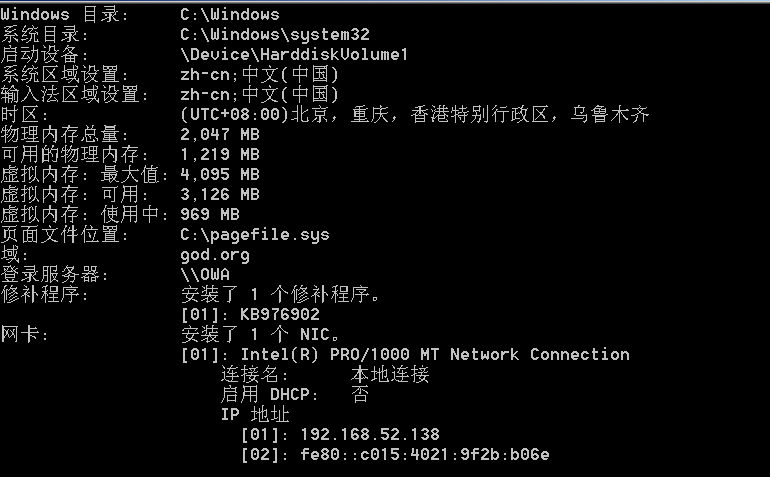 Windows 目录:     C:\Windows
系统目录:         C:\Windows\system32
启动设备:         \Device\HarddiskVolume1
系统区域设置:     zh-cn;中文(中国)
输入法区域设置:   zh-cn;中文(中国)
时区:             (UTC+08:00)北京，重庆，香港特别行政区，乌鲁木齐
物理内存总量:     2,047 MB
可用的物理内存:   1,219 MB
虚拟内存: 最大值: 4,095 MB
虚拟内存: 可用:   3,126 MB
虚拟内存: 使用中: 969 MB
页面文件位置:     C:\pagefile.sys
域:               god.org
登录服务器:       \\OWA
修补程序:         安装了 1 个修补程序。
                  [01]: KB976902
网卡:             安装了 1 个 NIC。
                  [01]: Intel(R) PRO/1000 MT Network Connection
                      连接名:      本地连接
                      启用 DHCP:   否
                      IP 地址
                        [01]: 192.168.52.138
                        [02]: fe80::c015:4021:9f2b:b06e